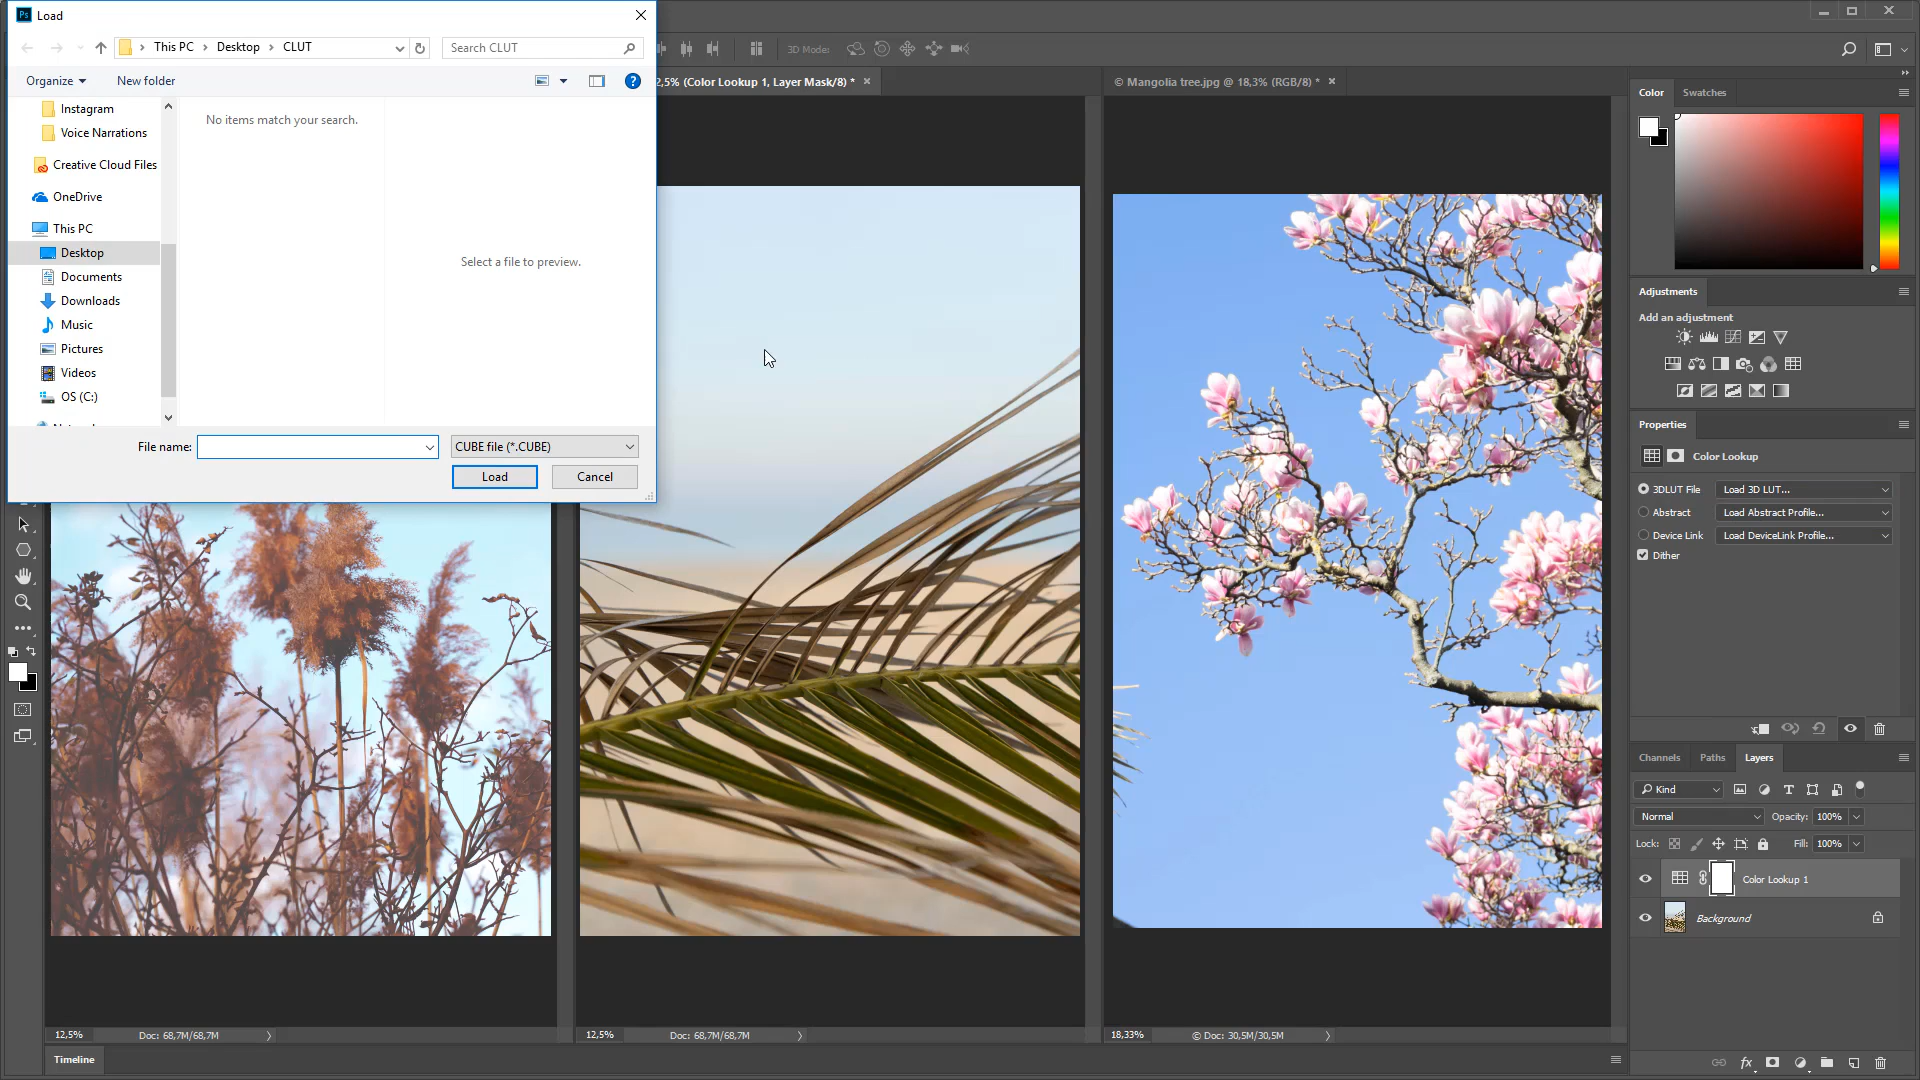 Ps Load
This PC Desktop CLUT
Search CLUT
Organize New folder
Instagram
Voice Narrations
Creative Cloud Files
OneDrive
This PC
Desktop
Documents
Downloads
Music
Pictures
Videos
OS (C:)
No items match your search.
Select a file to preview.
File name:
CUBE file (*.CUBE)
Load Cancel
3D Mode:
2,5% (Color Lookup 1, Layer Mask/8) *
© Mangolia tree.jpg @ 18,3% (RGB/8) *
Color Swatches
Adjustments
Add an adjustment
Properties
Color Lookup
3DLUT File Load 3D LUT...
Abstract Load Abstract Profile...
Device Link Load DeviceLink Profile...
Dither
Channels Paths Layers
Kind
Normal Opacity: 100%
Lock: Fill: 100%
Color Lookup 1
Background
12,5% Doc: 68,7M/68,7M
12,5% Doc: 68,7M/68,7M
18,33% © Doc: 30,5M/30,5M
Timeline
fx